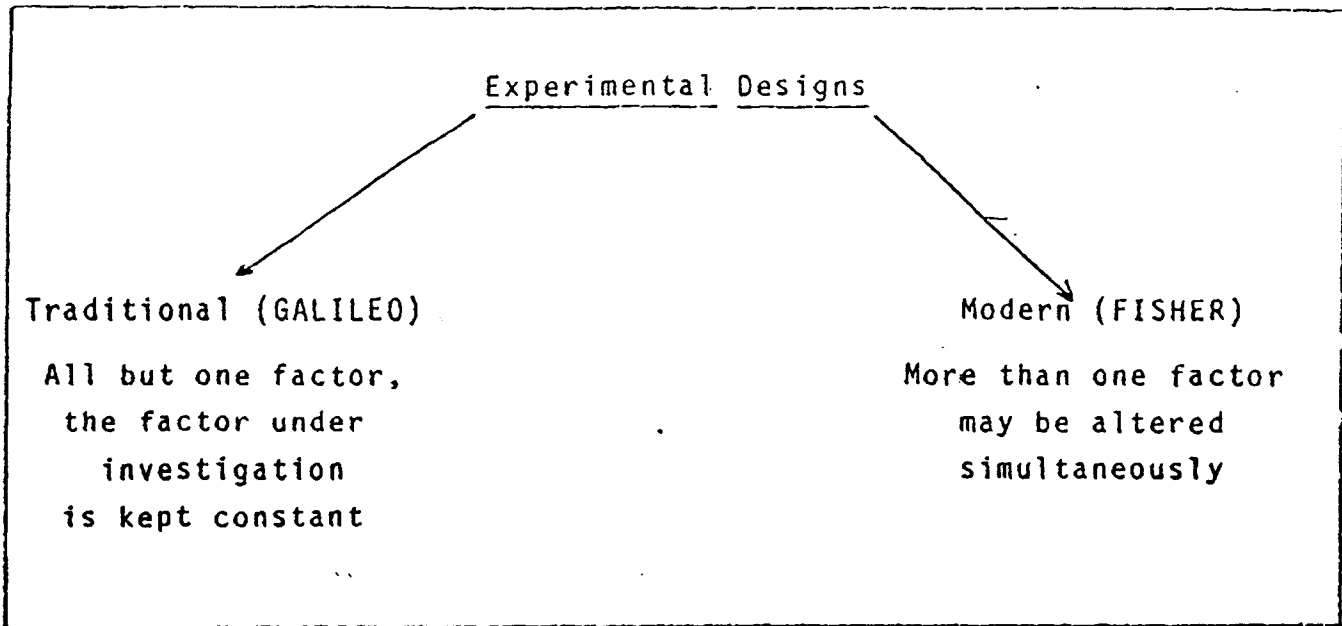 Experimental Designs
Traditional (GALILEO)
All but one factor,
the factor under
investigation
is kept constant
Modern (FISHER)
More than one factor
may be altered
simultaneously